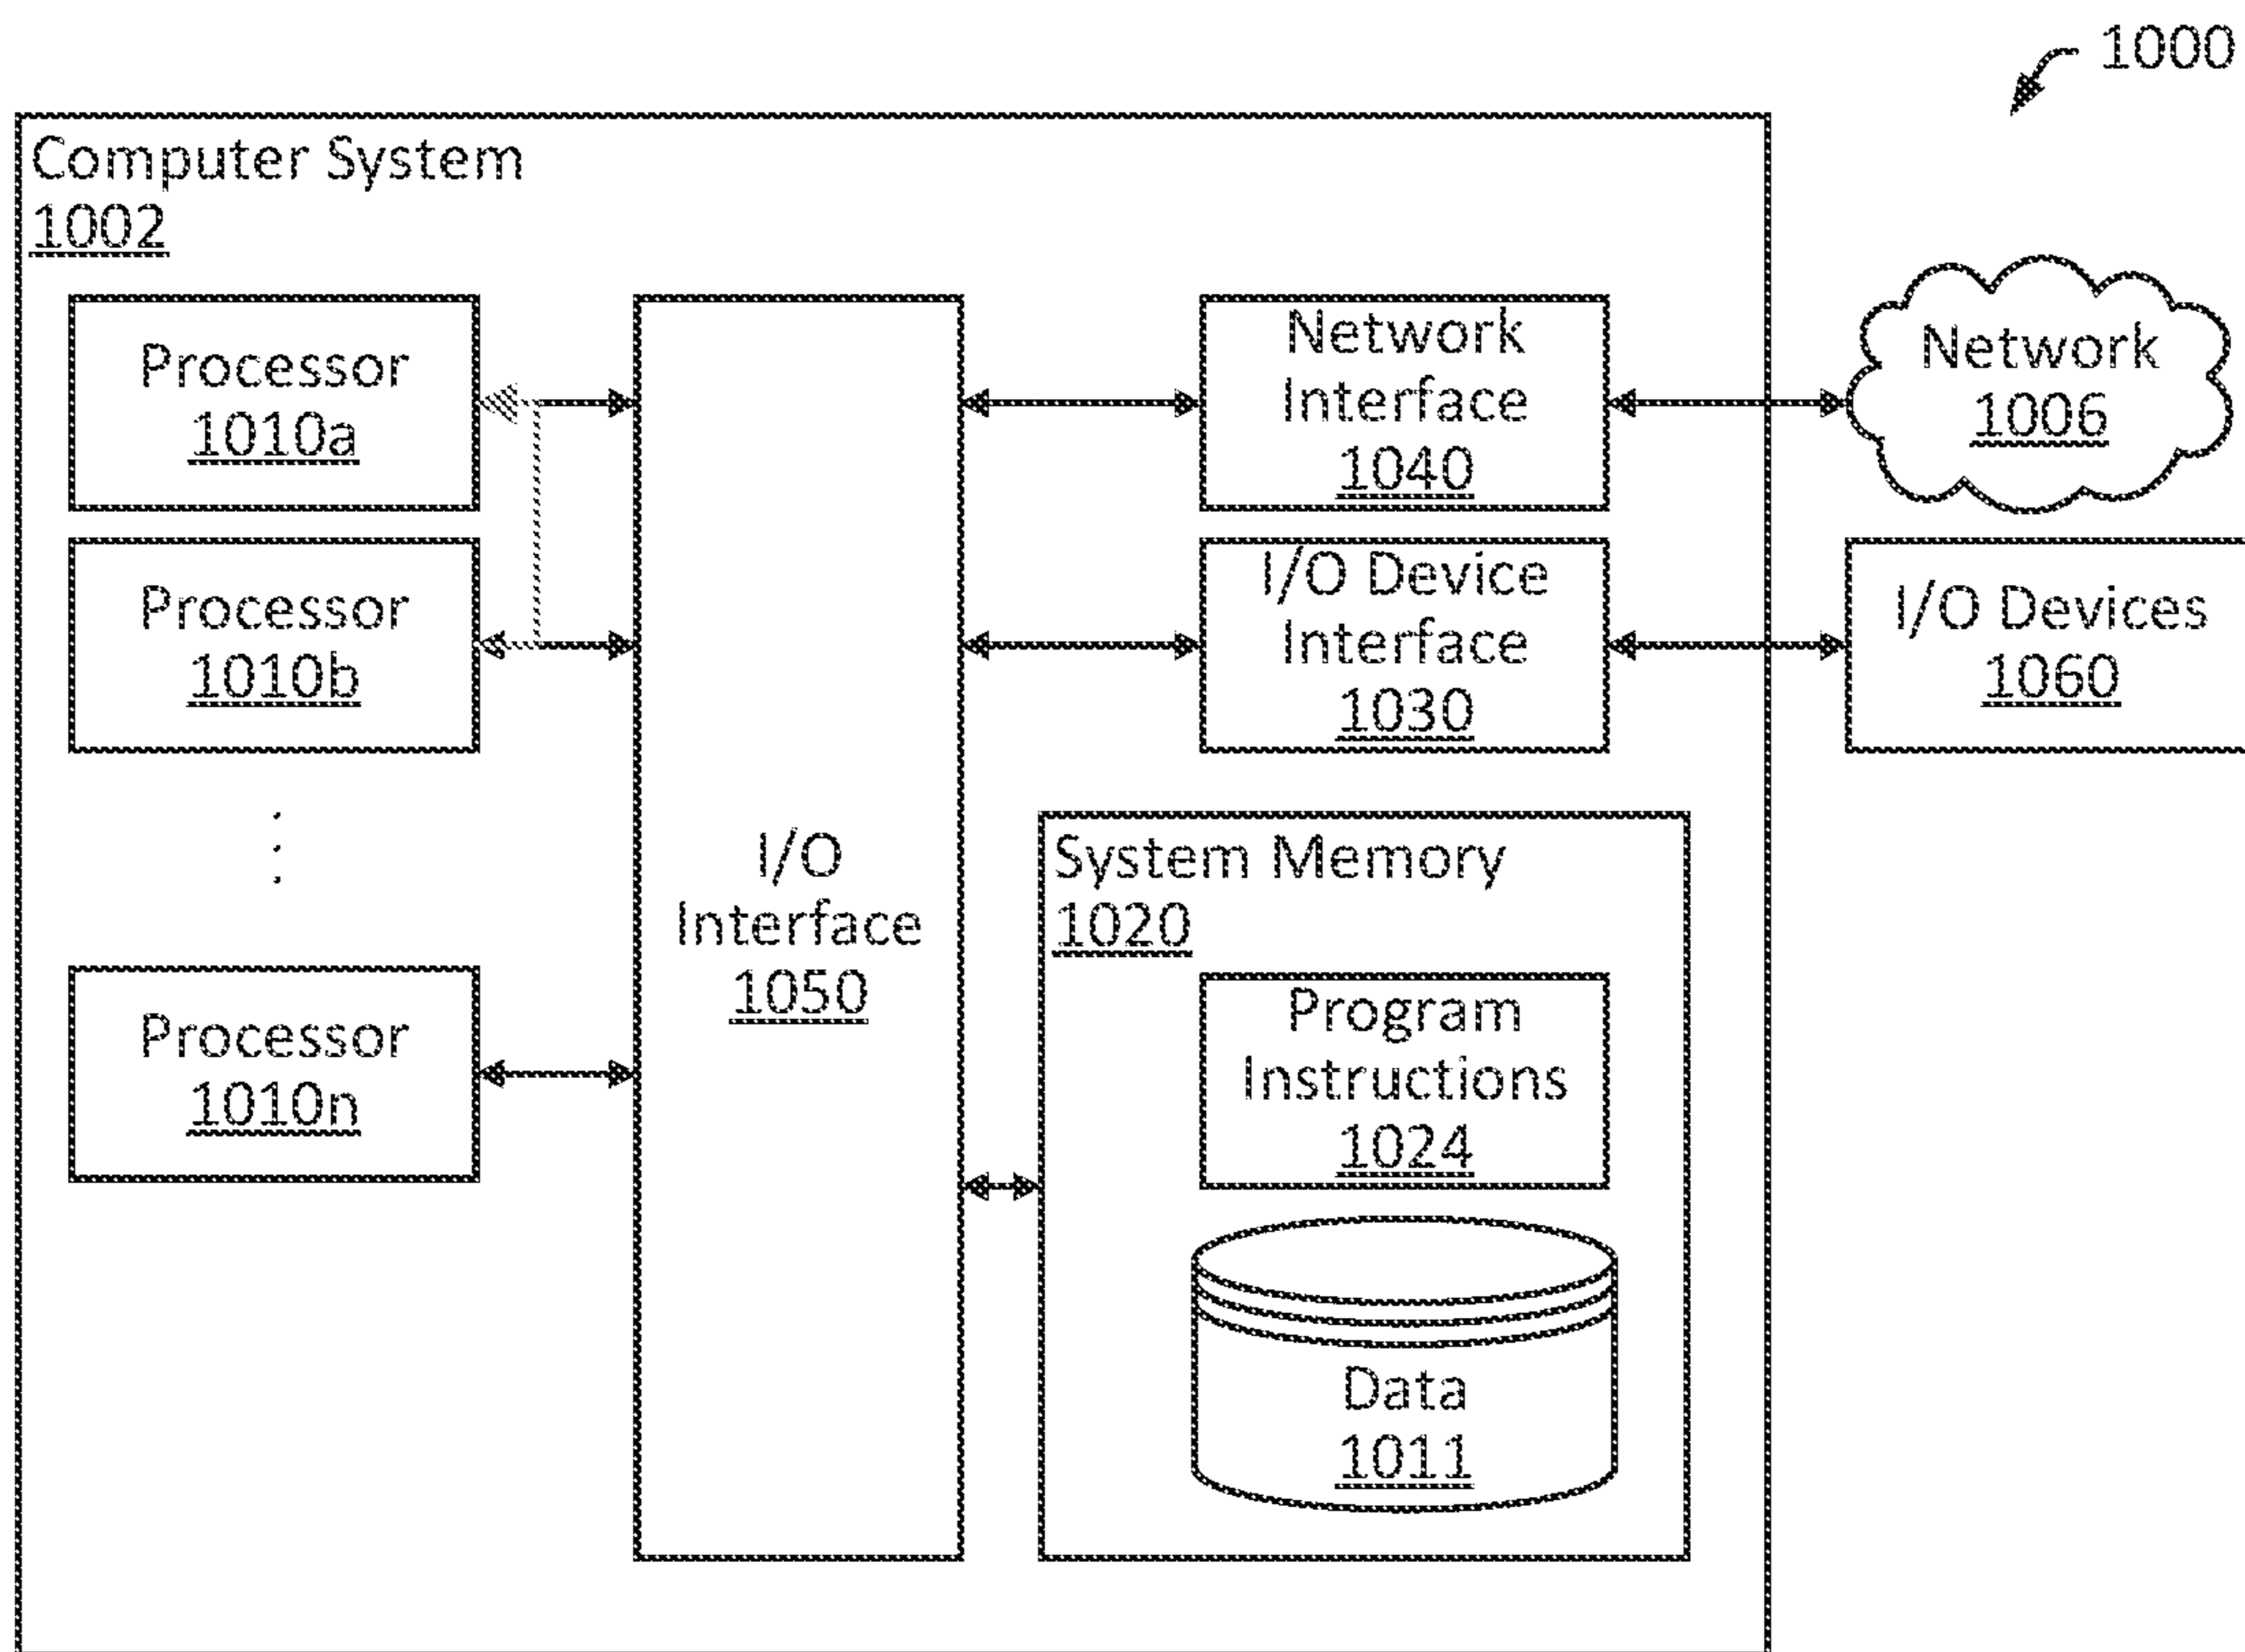 1000
Computer System
1002
Processor
1010a
Processor
1010b
Processor
1010n
I/O
Interface
1050
Network
Interface
1040
I/O Device
Interface
1030
System Memory
1020
Program
Instructions
1024
Data
1011
Network
1006
I/O Devices
1060